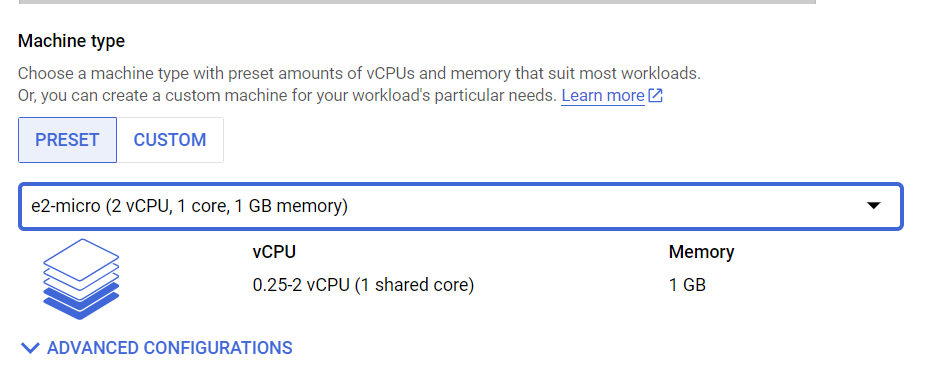 Machine type
Choose a machine type with preset amounts of vCPUs and memory that suit most workloads.
Or, you can create a custom machine for your workload's particular needs. Learn more
PRESET CUSTOM
e2-micro (2 vCPU, 1 core, 1 GB memory)
vCPU Memory
0.25-2 vCPU (1 shared core) 1 GB
ADVANCED CONFIGURATIONS